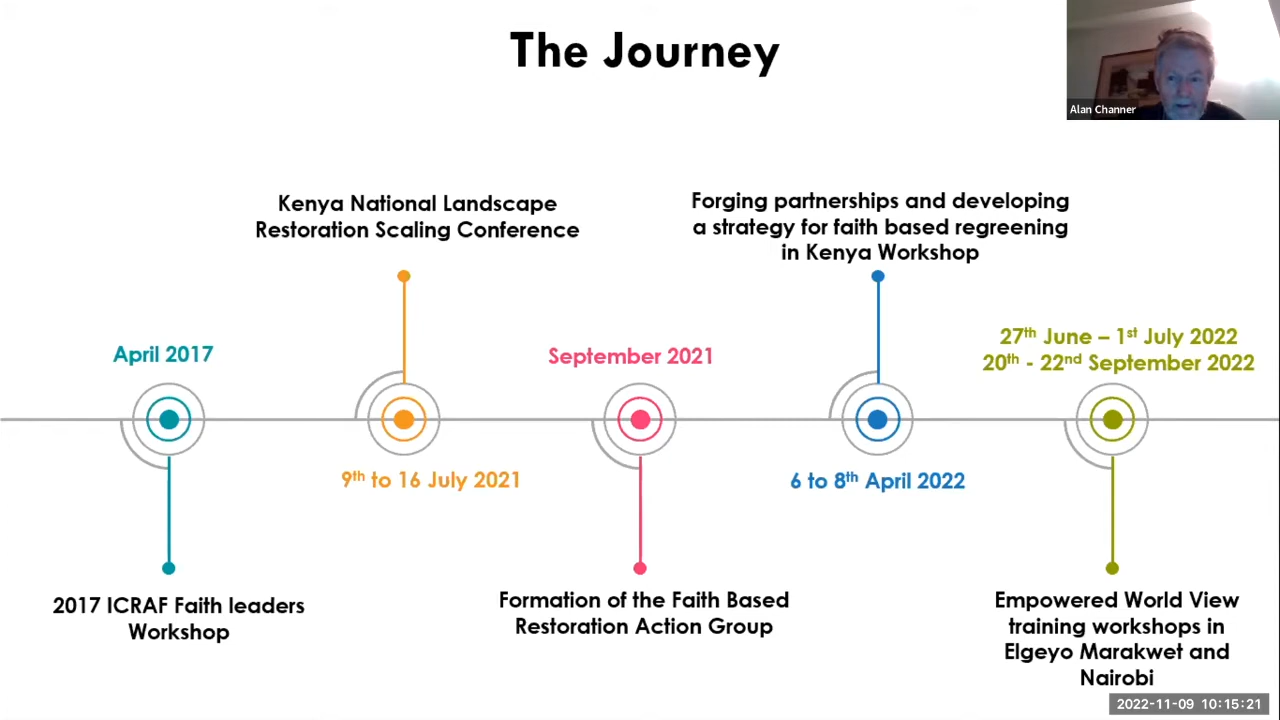 The Journey
Alan Channer
Kenya National Landscape
Restoration Scaling Conference
Forging partnerships and developing
a strategy for faith based regreening
in Kenya Workshop
April 2017
September 2021
27th June – 1st July 2022
20th - 22nd September 2022
9th to 16 July 2021
6 to 8th April 2022
2017 ICRAF Faith leaders
Workshop
Formation of the Faith Based
Restoration Action Group
Empowered World View
training workshops in
Elgeyo Marakwet and
Nairobi
2022-11-09 10:15:21